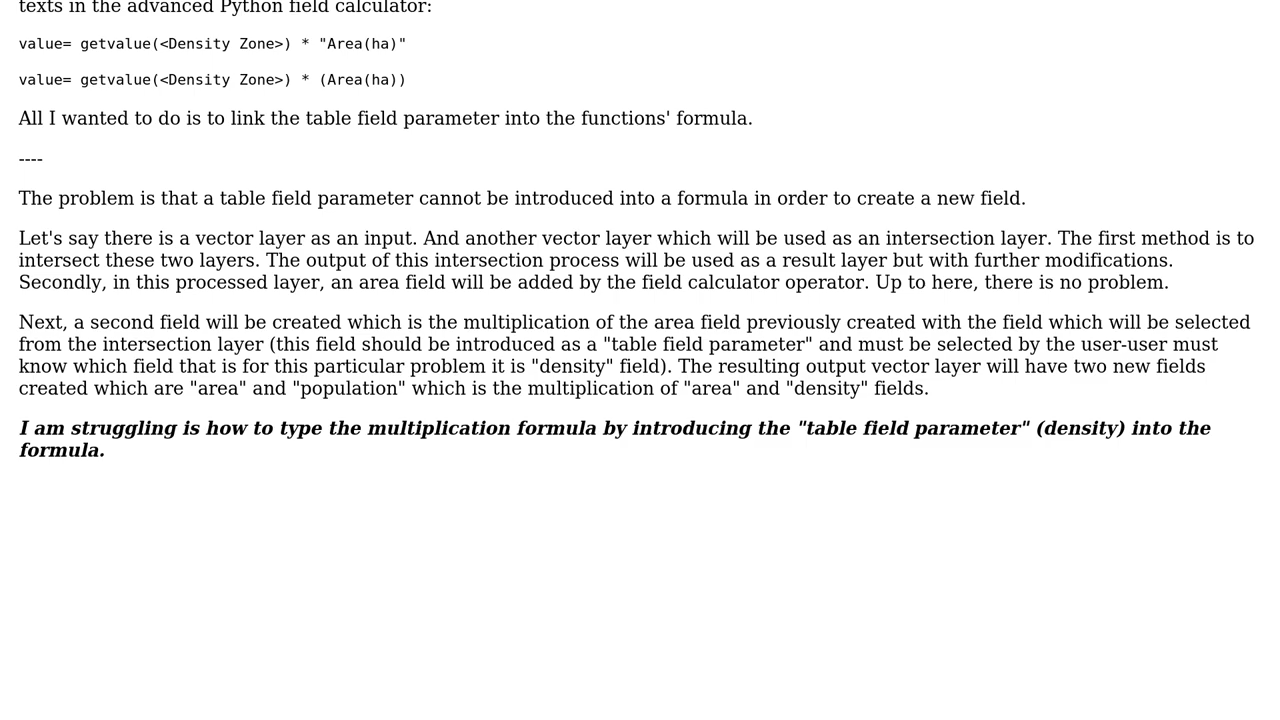 texts in the advanced Python field calculator:
value= getvalue(<Density Zone>) * "Area(ha)"
value= getvalue(<Density Zone>) * (Area(ha))
All I wanted to do is to link the table field parameter into the functions' formula.
----
The problem is that a table field parameter cannot be introduced into a formula in order to create a new field.
Let's say there is a vector layer as an input. And another vector layer which will be used as an intersection layer. The first method is to
intersect these two layers. The output of this intersection process will be used as a result layer but with further modifications.
Secondly, in this processed layer, an area field will be added by the field calculator operator. Up to here, there is no problem.
Next, a second field will be created which is the multiplication of the area field previously created with the field which will be selected
from the intersection layer (this field should be introduced as a "table field parameter" and must be selected by the user-user must
know which field that is for this particular problem it is "density" field). The resulting output vector layer will have two new fields
created which are "area" and "population" which is the multiplication of "area" and "density" fields.
I am struggling is how to type the multiplication formula by introducing the "table field parameter" (density) into the
formula.